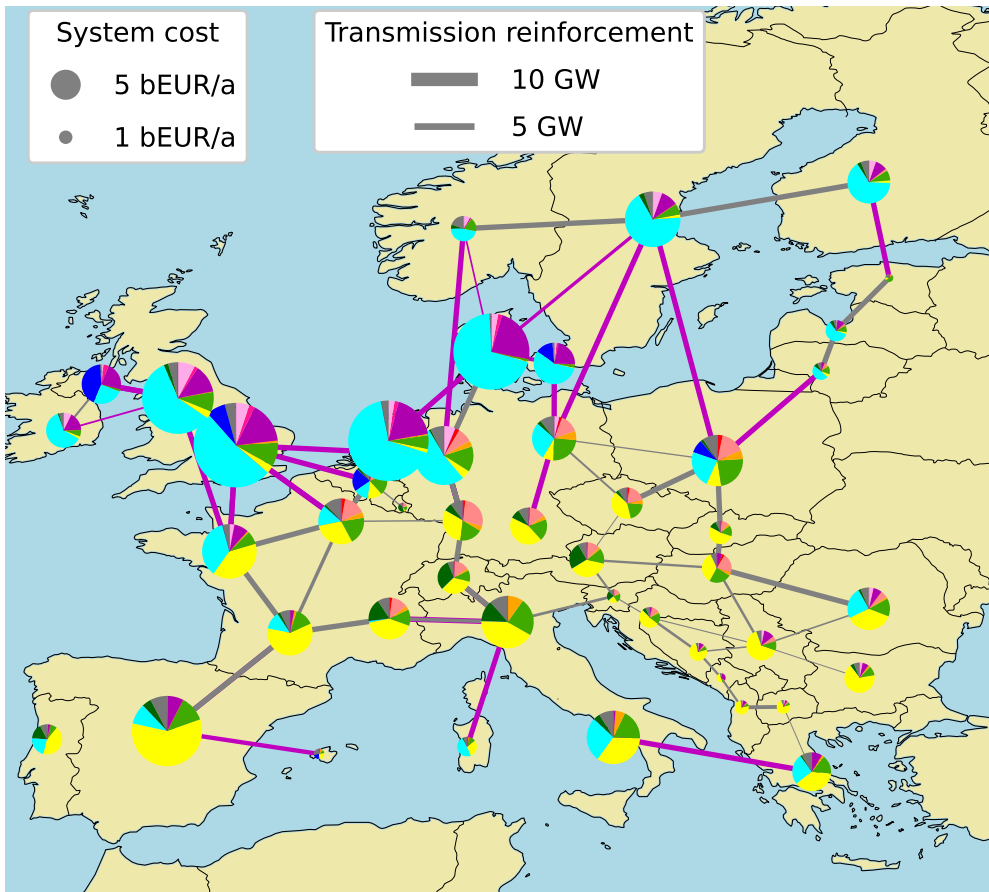 System cost
5 bEUR/a
1 bEUR/a
Transmission reinforcement
10 GW
5 GW